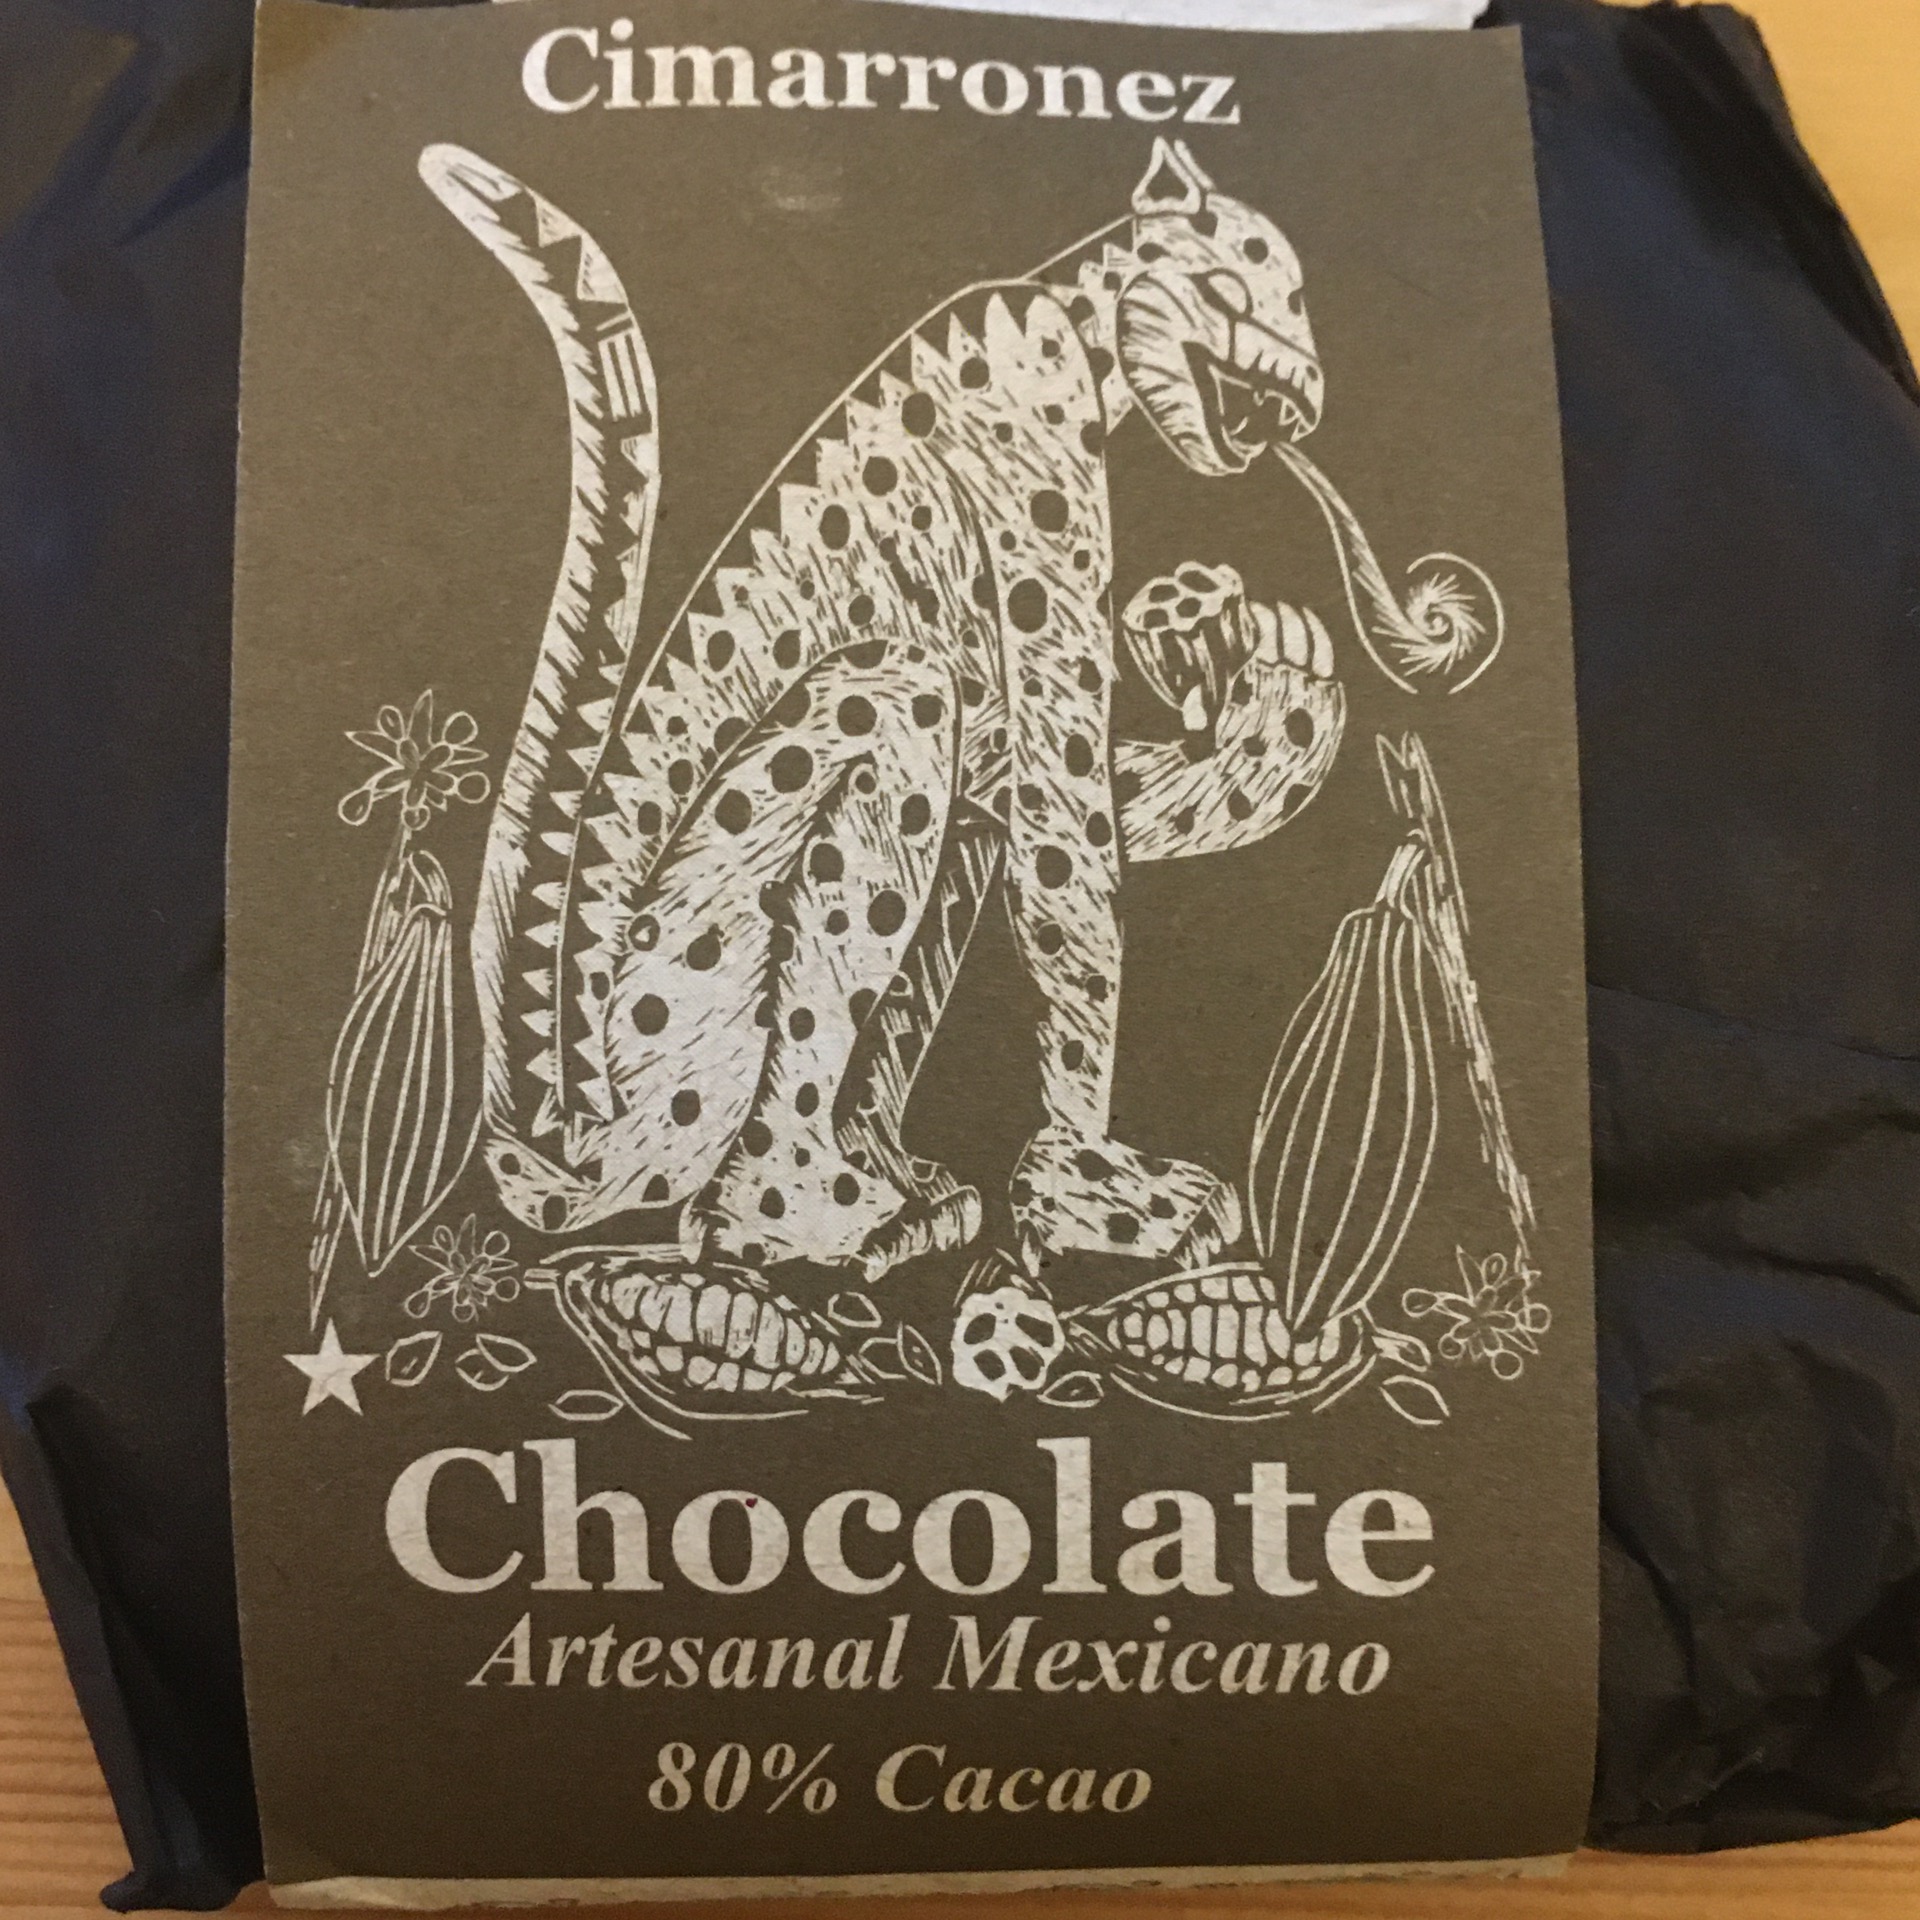 Cimarronez
Chocolate
Artesanal Mexicano
80% Cacao